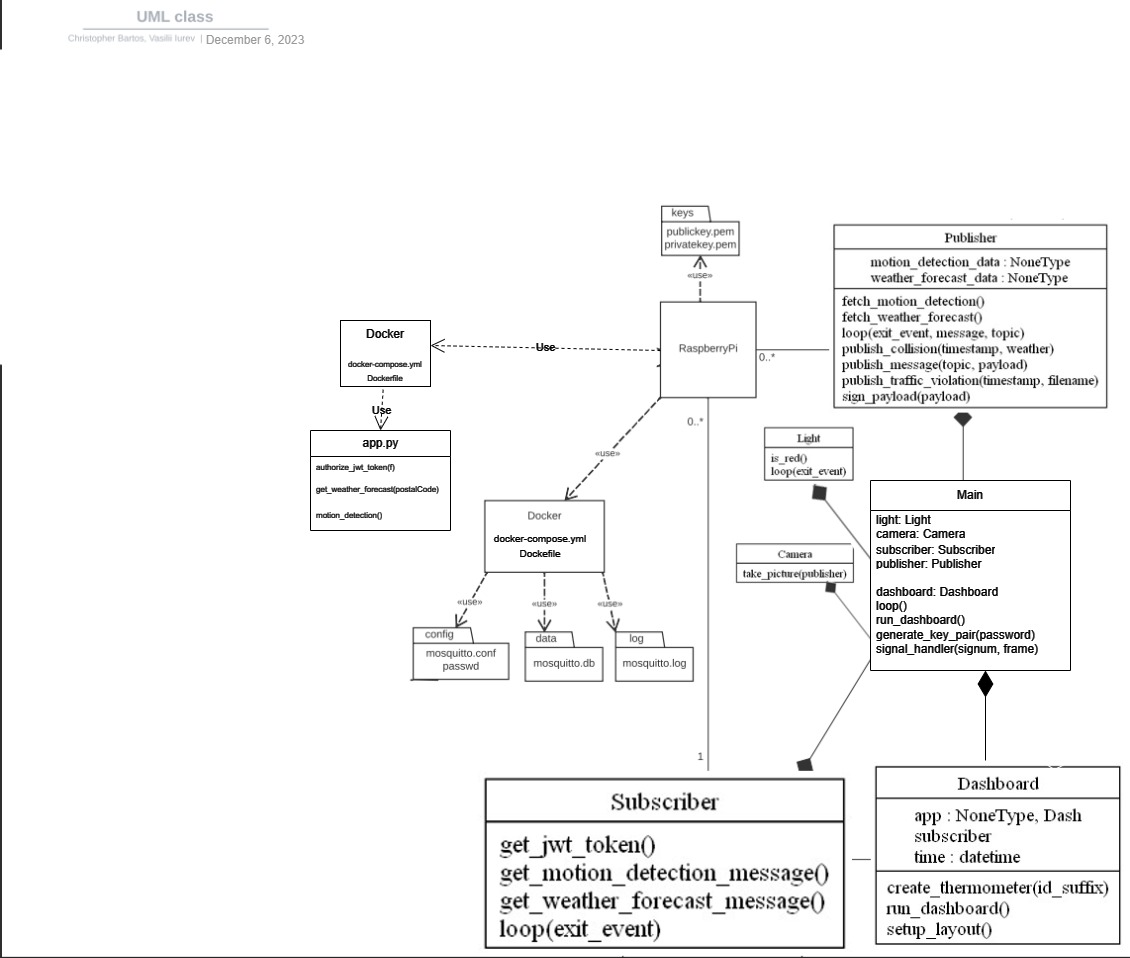 UML class
Christopher Bartos, Vasilii Iurev | December 6, 2023
keys
publickey.pem
privatekey.pem
«use»
Publisher
motion_detection_data : NoneType
weather_forecast_data : NoneType
fetch_motion_detection()
fetch_weather_forecast()
loop(exit_event, message, topic)
publish_collision(timestamp, weather)
publish_message(topic, payload)
publish_traffic_violation(timestamp, filename)
sign_payload(payload)
RaspberryPi
0..*
0..*
Use
Docker
docker-compose.yml
Dockerfile
Use
app.py
authorize_jwt_token(f)
get_weather_forecast(postalCode)
motion_detection()
«use»
Docker
docker-compose.yml
Dockefile
«use»
«use»
«use»
config
mosquitto.conf
passwd
data
mosquitto.db
log
mosquitto.log
Light
is_red()
loop(exit_event)
Camera
take_picture(publisher)
Main
light: Light
camera: Camera
subscriber: Subscriber
publisher: Publisher
dashboard: Dashboard
loop()
run_dashboard()
generate_key_pair(password)
signal_handler(signum, frame)
1
Subscriber
get_jwt_token()
get_motion_detection_message()
get_weather_forecast_message()
loop(exit_event)
Dashboard
app : NoneType, Dash
subscriber
time : datetime
create_thermometer(id_suffix)
run_dashboard()
setup_layout()